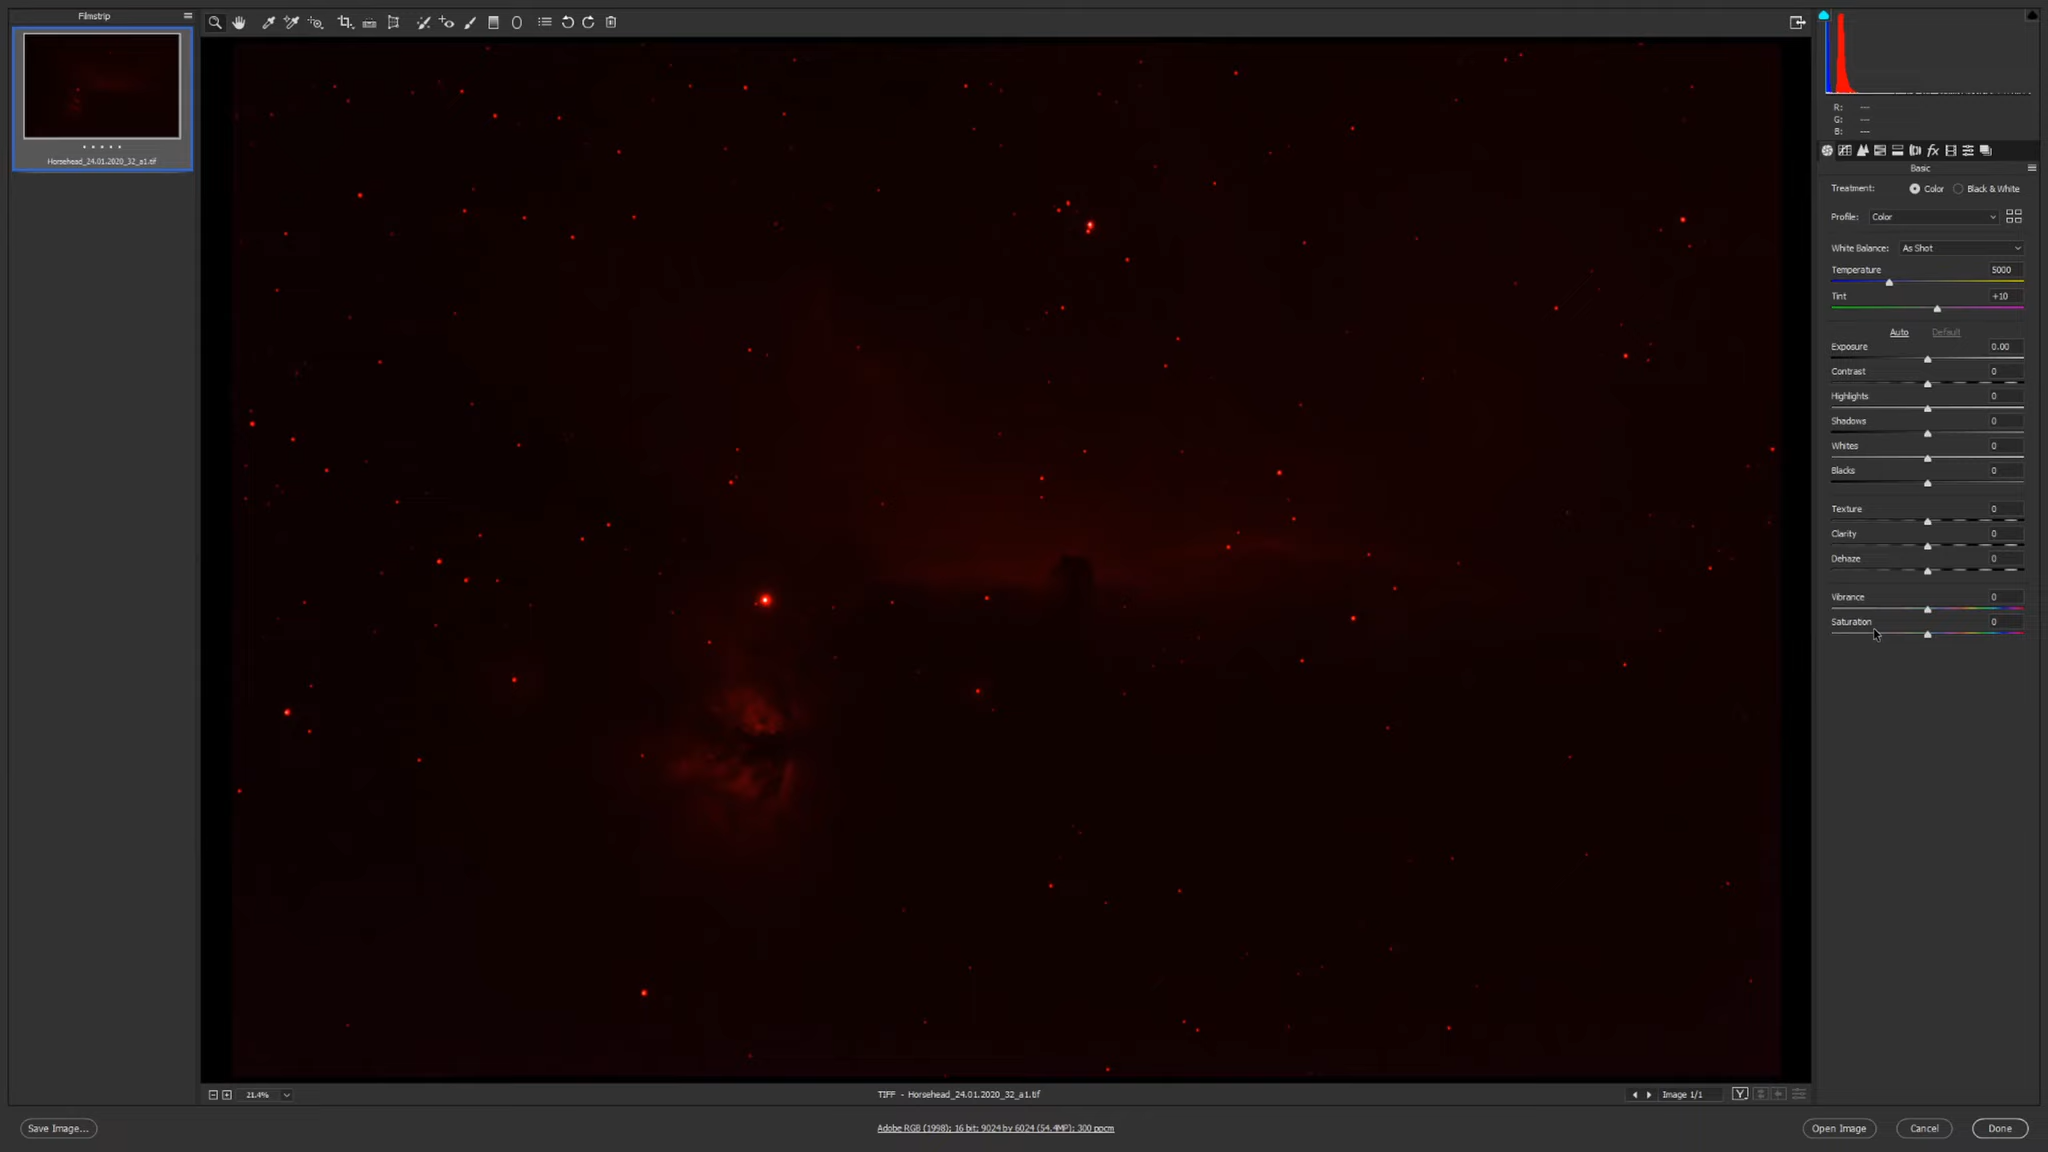 Filmstrip
Horsehead_24.01.2020_32_a1.tif
R: ---
G: ---
B: ---
fx
Basic
Treatment: Color Black & White
Profile: Color
White Balance: As Shot
Temperature 5000
Tint +10
Auto Default
Exposure 0.00
Contrast 0
Highlights 0
Shadows 0
Whites 0
Blacks 0
Texture 0
Clarity 0
Dehaze 0
Vibrance 0
Saturation 0
21.4% TIFF - Horsehead_24.01.2020_32_a1.tif Image 1/1 Y
Save Image... Adobe RGB (1998); 16 bit; 9024 by 6024 (54.4MP); 300 ppcm Open Image Cancel Done